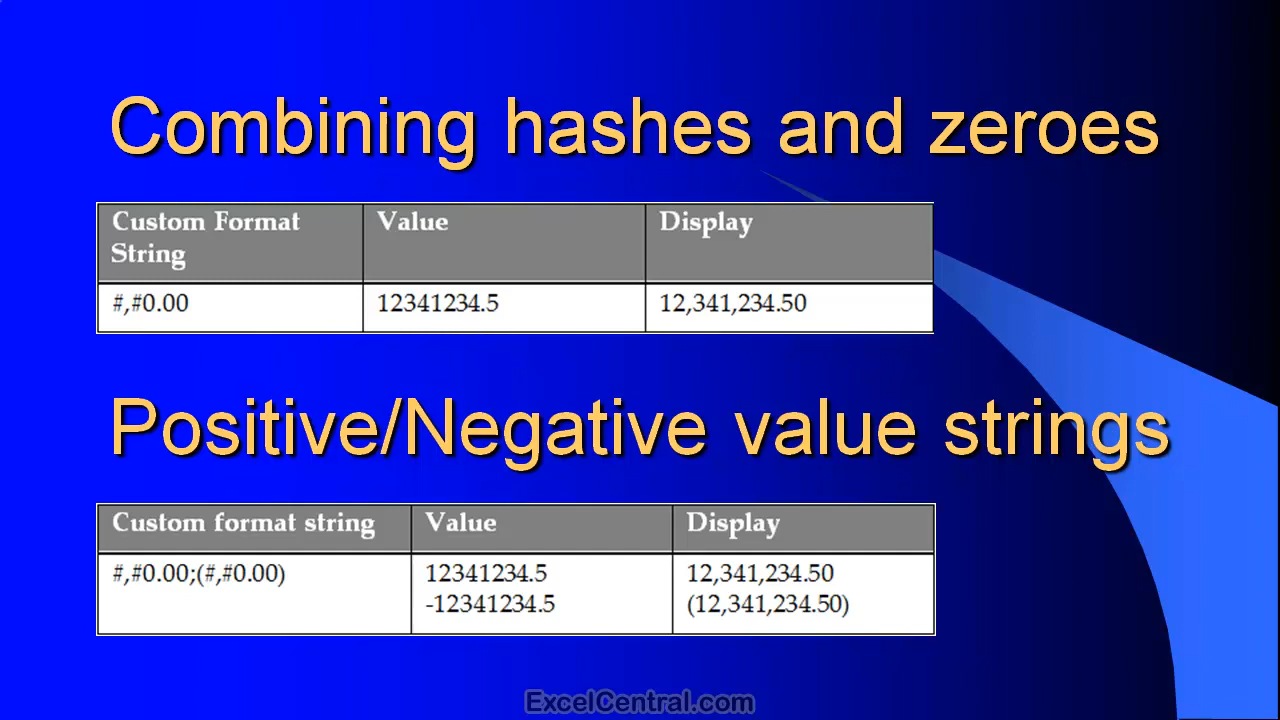 Combining hashes and zeroes
Custom Format String Value Display
#,#0.00 12341234.5 12,341,234.50
Positive/Negative value strings
Custom format string Value Display
#,#0.00;(#,#0.00) 12341234.5 12,341,234.50
-12341234.5 (12,341,234.50)
ExcelCentral.com